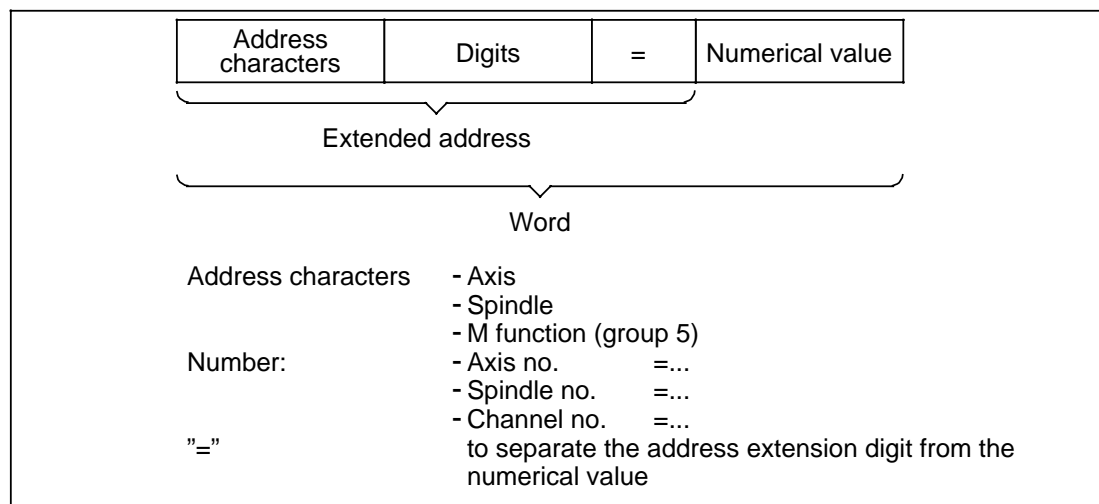 Address characters Digits = Numerical value
Extended address
Word
Address characters - Axis
- Spindle
- M function (group 5)
Number: - Axis no. =...
- Spindle no. =...
- Channel no. =...
”=” to separate the address extension digit from the
numerical value